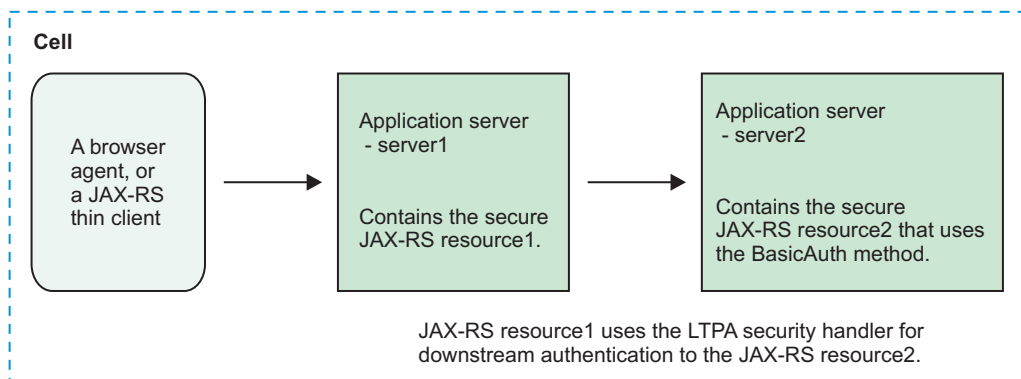 Cell
A browser
agent, or
a JAX-RS
thin client
Application server
- server1
Contains the secure
JAX-RS resource1.
Application server
- server2
Contains the secure
JAX-RS resource2 that uses
the BasicAuth method.
JAX-RS resource1 uses the LTPA security handler for
downstream authentication to the JAX-RS resource2.